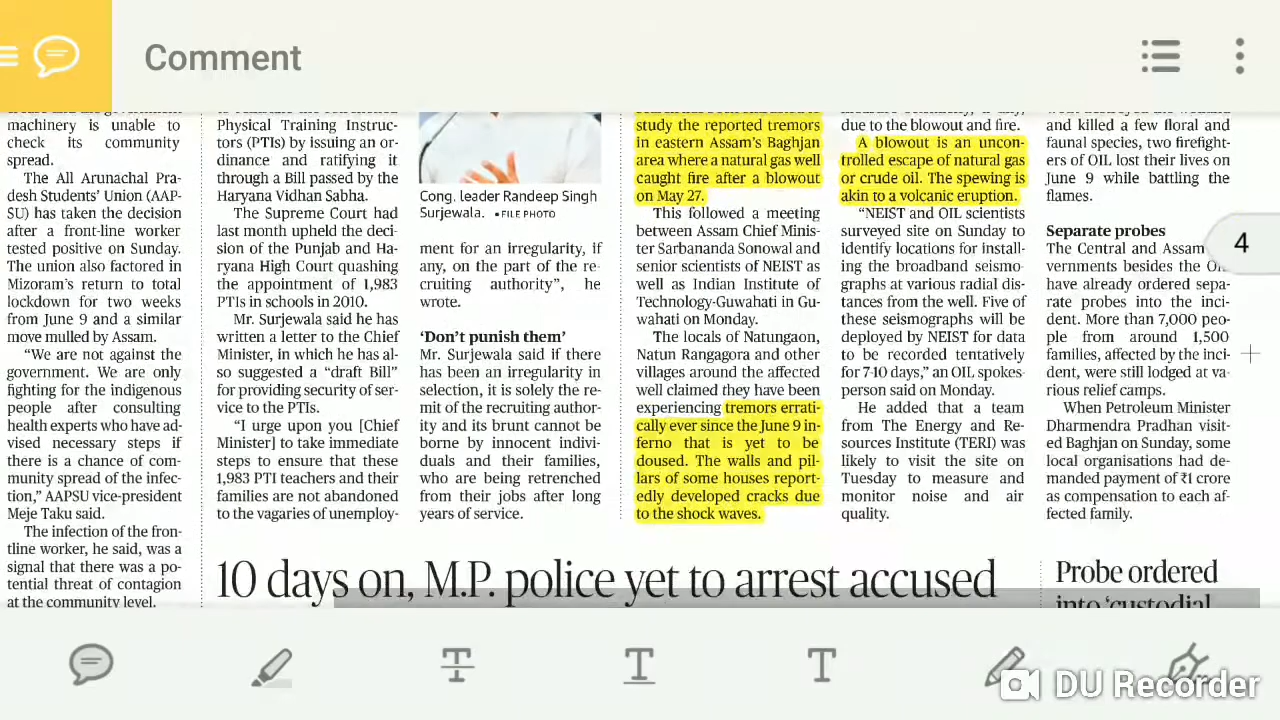 Comment
machinery is unable to
check its community
spread.
The All Arunachal Pra-
desh Students' Union (AAP-
SU) has taken the decision
after a front-line worker
tested positive on Sunday.
The union also factored in
Mizoram's return to total
lockdown for two weeks
from June 9 and a similar
move mulled by Assam.
"We are not against the
government. We are only
fighting for the indigenous
people after consulting
health experts who have ad-
vised necessary steps if
there is a chance of com-
munity spread of the infec-
tion," AAPSU vice-president
Meje Taku said.
The infection of the fron-
tline worker, he said, was a
signal that there was a po-
tential threat of contagion
at the community level.
Physical Training Instruc-
tors (PTIs) by issuing an or-
dinance and ratifying it
through a Bill passed by the
Haryana Vidhan Sabha.
The Supreme Court had
last month upheld the deci-
sion of the Punjab and Ha-
ryana High Court quashing
the appointment of 1,983
PTIs in schools in 2010.
Mr. Surjewala said he has
written a letter to the Chief
Minister, in which he has al-
so suggested a "draft Bill"
for providing security of ser-
vice to the PTIs.
"I urge upon you [Chief
Minister] to take immediate
steps to ensure that these
1,983 PTI teachers and their
families are not abandoned
to the vagaries of unemploy-
Cong. leader Randeep Singh
Surjewala. •FILE PHOTO
ment for an irregularity, if
any, on the part of the re-
cruiting authority", he
wrote.
'Don't punish them'
Mr. Surjewala said if there
has been an irregularity in
selection, it is solely the re-
mit of the recruiting author-
ity and its brunt cannot be
borne by innocent indivi-
duals and their families,
who are being retrenched
from their jobs after long
years of service.
study the reported tremors
in eastern Assam's Baghjan
area where a natural gas well
caught fire after a blowout
on May 27.
This followed a meeting
between Assam Chief Minis-
ter Sarbananda Sonowal and
senior scientists of NEIST as
well as Indian Institute of
Technology-Guwahati in Gu-
wahati on Monday.
The locals of Natungaon,
Natun Rangagora and other
villages around the affected
well claimed they have been
experiencing tremors errati-
cally ever since the June 9 in-
ferno that is yet to be
doused. The walls and pil-
lars of some houses report-
edly developed cracks due
to the shock waves.
due to the blowout and fire.
A blowout is an uncon-
trolled escape of natural gas
or crude oil. The spewing is
akin to a volcanic eruption.
"NEIST and OIL scientists
surveyed site on Sunday to
identify locations for install-
ing the broadband seismo-
graphs at various radial dis-
tances from the well. Five of
these seismographs will be
deployed by NEIST for data
to be recorded tentatively
for 7-10 days," an OIL spokes-
person said on Monday.
He added that a team
from The Energy and Re-
sources Institute (TERI) was
likely to visit the site on
Tuesday to measure and
monitor noise and air
quality.
and killed a few floral and
faunal species, two firefight-
ers of OIL lost their lives on
June 9 while battling the
flames.
Separate probes
The Central and Assam
vernments besides the
have already ordered sepa-
rate probes into the inci-
dent. More than 7,000 peo-
ple from around 1,500
families, affected by the inci-
dent, were still lodged at va-
rious relief camps.
When Petroleum Minister
Dharmendra Pradhan visit-
ed Baghjan on Sunday, some
local organisations had de-
manded payment of ₹1 crore
as compensation to each af-
fected family.
4
10 days on, M.P. police yet to arrest accused
Probe ordered
into 'custodial
T
T
T
DU Recorder